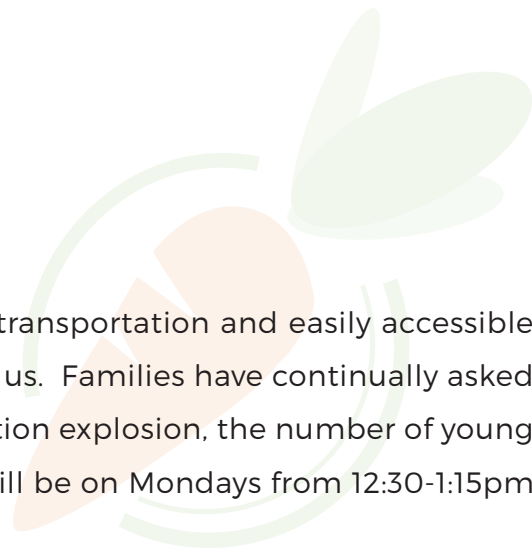 transportation and easily accessible
us. Families have continually asked
tion explosion, the number of young
ill be on Mondays from 12:30-1:15pm